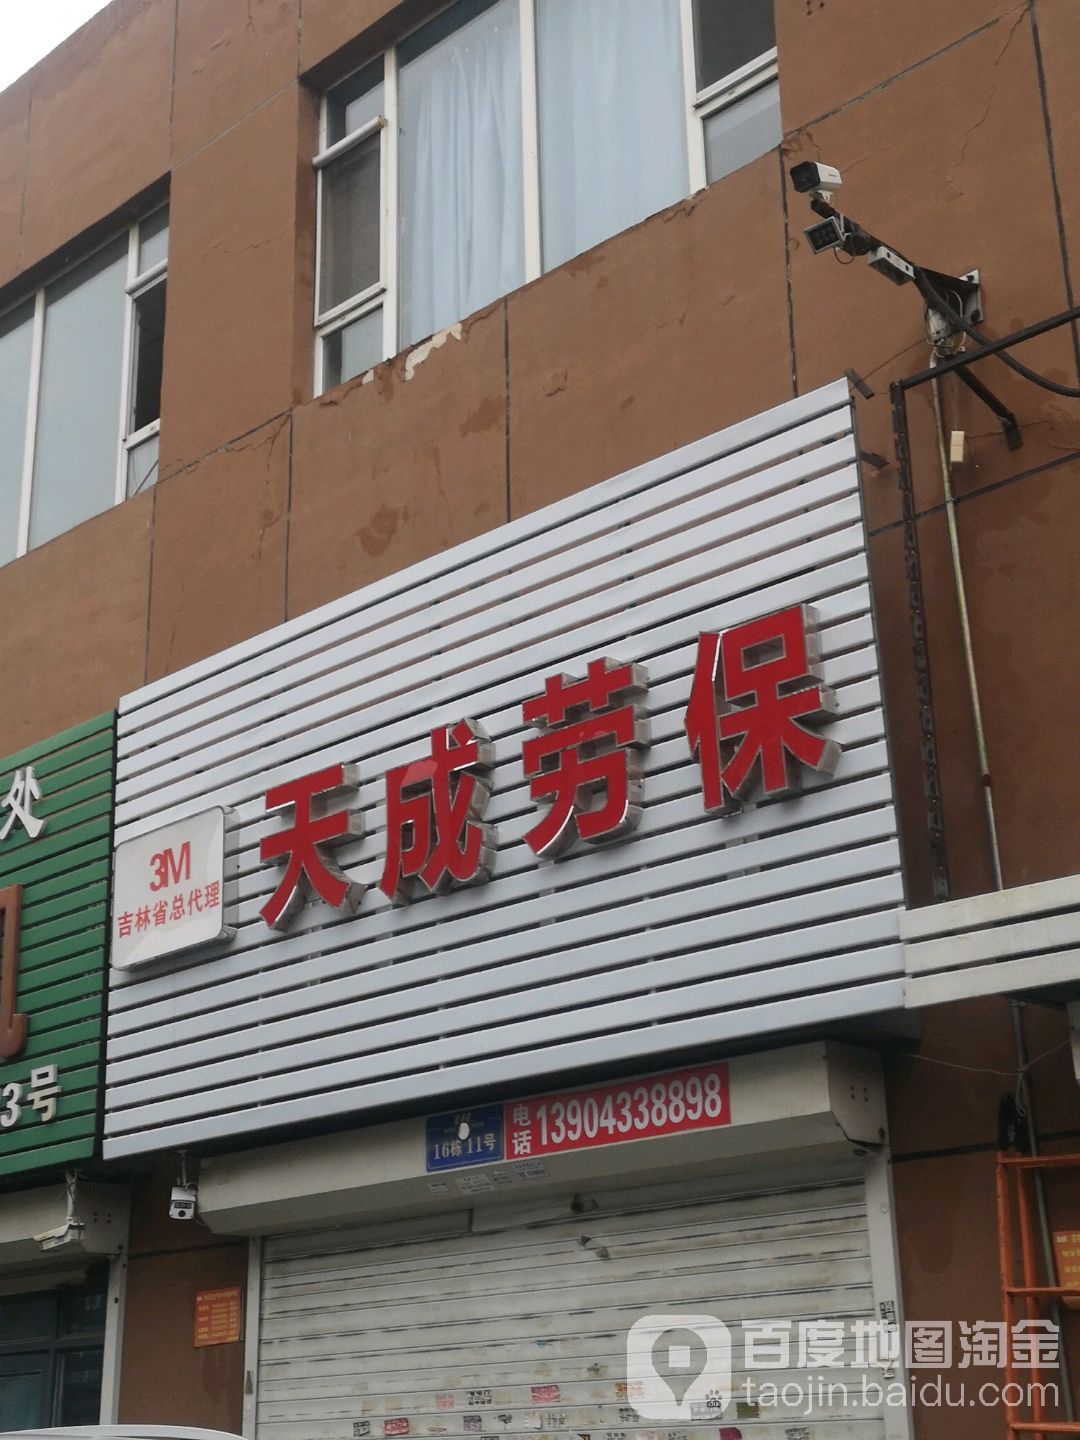 处
3号
3M
吉林省总代理
天成劳保
16栋 11号
电话
13904338898
百度地图淘金
taojin.baidu.com